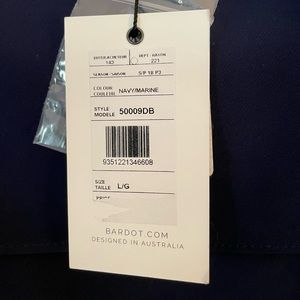 143
DEPT - RAYON
221
SEASON - SAISON S/P 18 P3
COLOUR
COULEUR NAVY/MARINE
STYLE
MODELE 50009DB
9351221346608
SIZE
TAILLE L/G
BARDOT.COM
DESIGNED IN AUSTRALIA